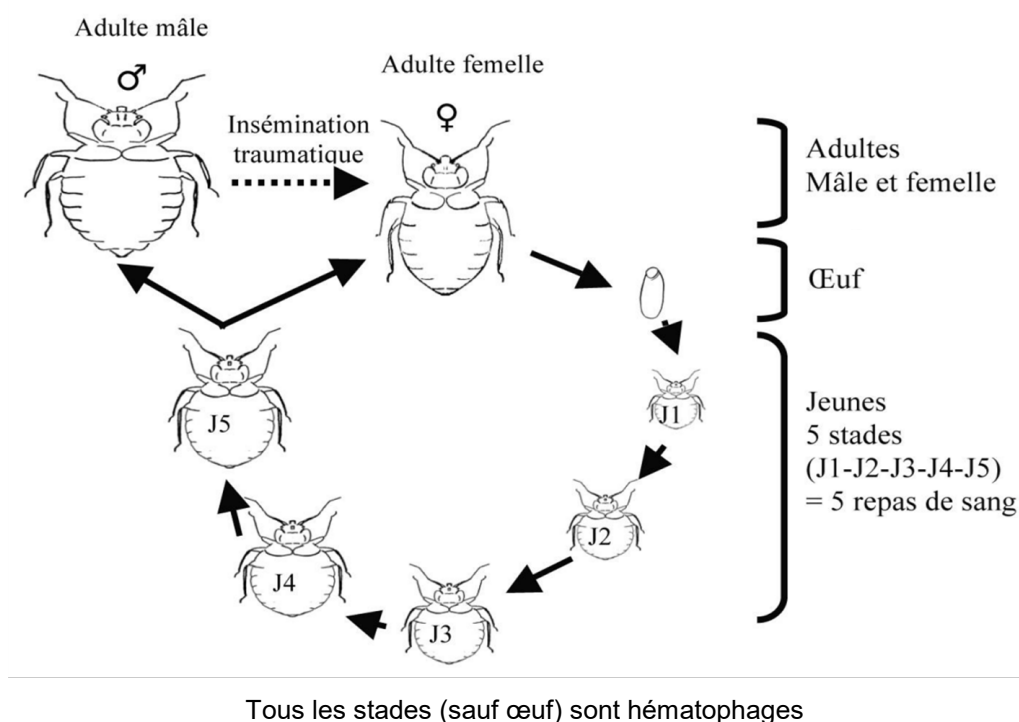 Adulte mâle
♂
Adulte femelle
♀
Insémination
traumatique
Adultes
Mâle et femelle
Œuf
J1
J2
J3
J4
J5
Jeunes
5 stades
(J1-J2-J3-J4-J5)
= 5 repas de sang
Tous les stades (sauf œuf) sont hématophages